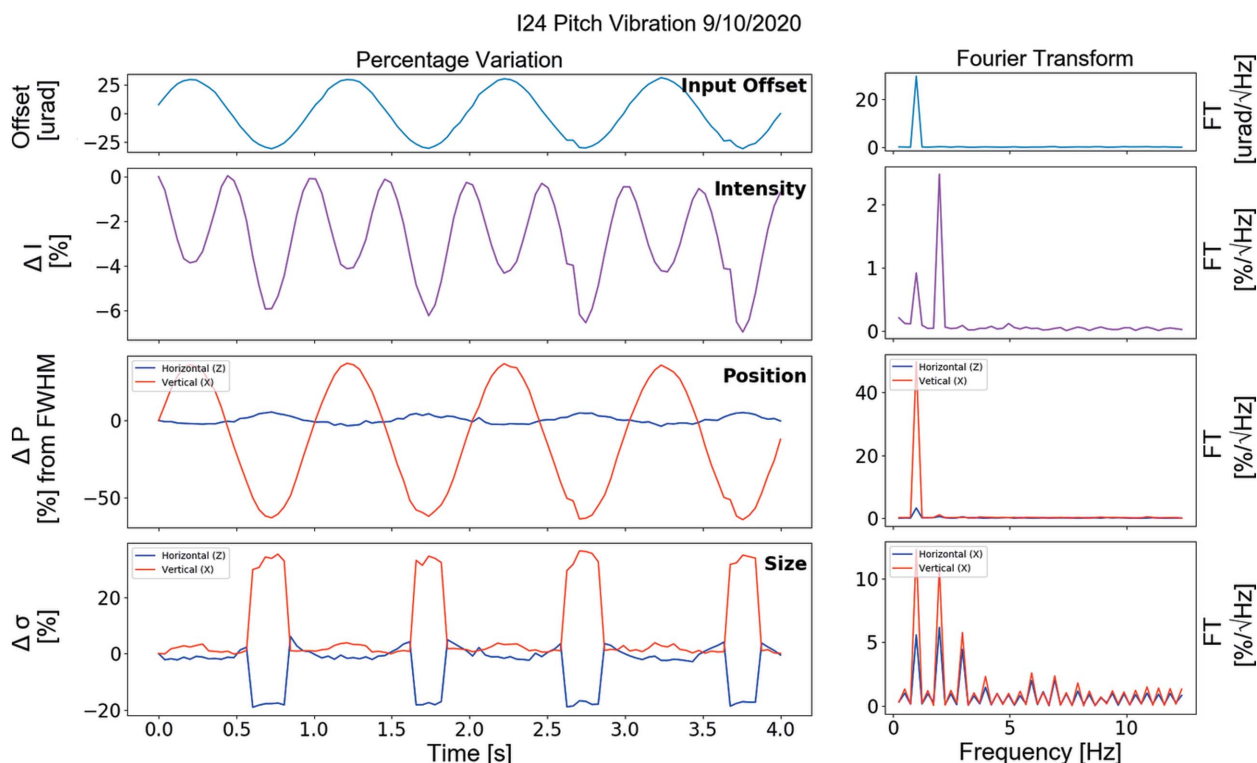 I24 Pitch Vibration 9/10/2020
Percentage Variation
Offset
[urad]
25
0
−25
Input Offset
Δ I
[%]
0
−2
−4
−6
Intensity
Δ P
[%] from FWHM
0
−50
Horizontal (Z)
Vertical (X)
Position
Δ σ
[%]
20
0
−20
Horizontal (Z)
Vertical (X)
Size
0.0 0.5 1.0 1.5 2.0 2.5 3.0 3.5 4.0
Time [s]
Fourier Transform
20
0
FT
[urad/√Hz]
2
1
0
FT
[%/√Hz]
40
20
0
Horizontal (Z)
Vetical (X)
FT
[%/√Hz]
10
5
0
Horizontal (X)
Vertical (X)
FT
[%/√Hz]
5 10
Frequency [Hz]